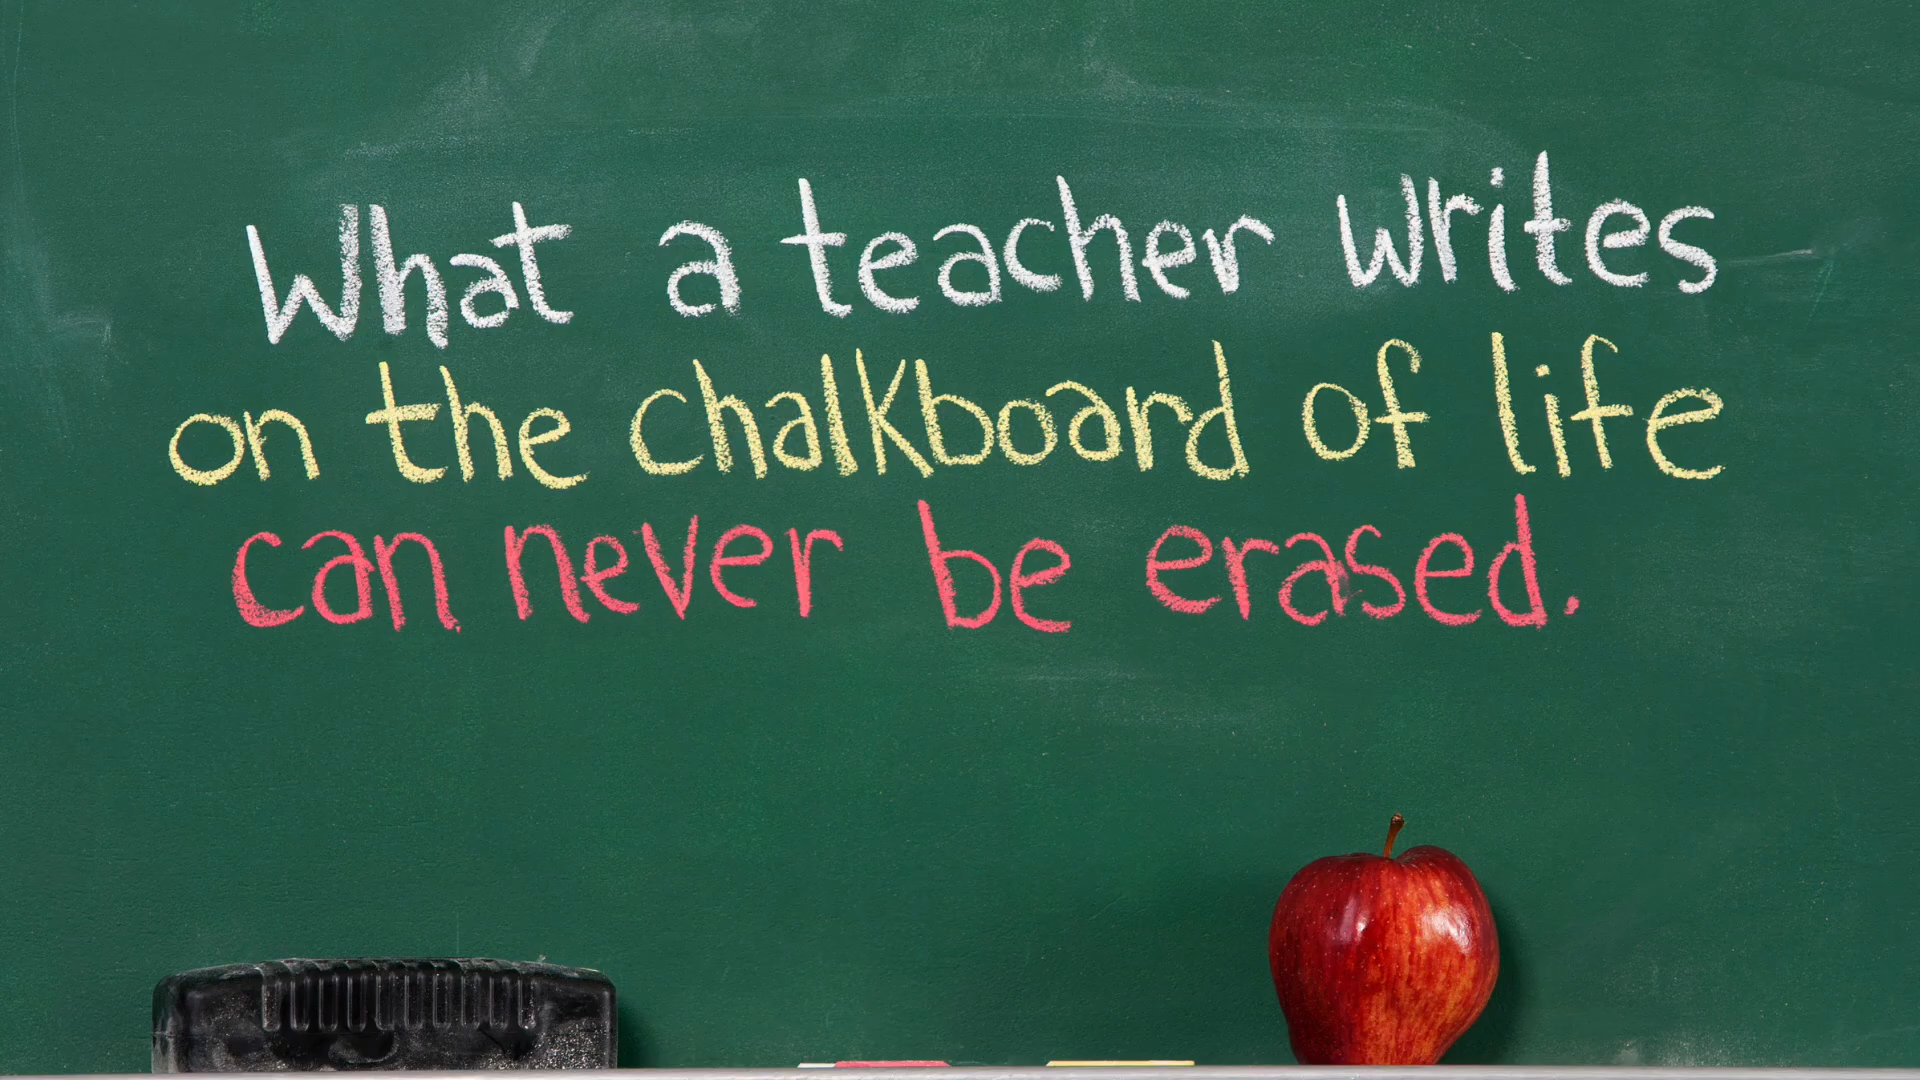 What a teacher writes
on the chalkboard of life
can never be erased.